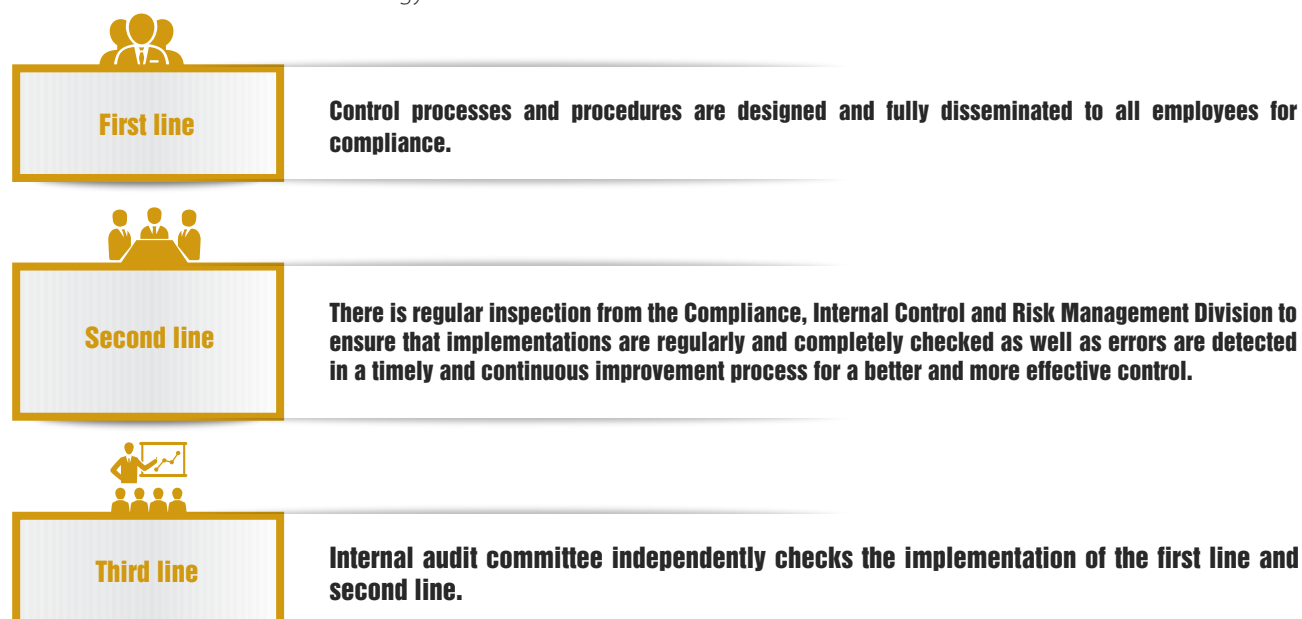 First line
Control processes and procedures are designed and fully disseminated to all employees for
compliance.
Second line
There is regular inspection from the Compliance, Internal Control and Risk Management Division to
ensure that implementations are regularly and completely checked as well as errors are detected
in a timely and continuous improvement process for a better and more effective control.
Third line
Internal audit committee independently checks the implementation of the first line and
second line.